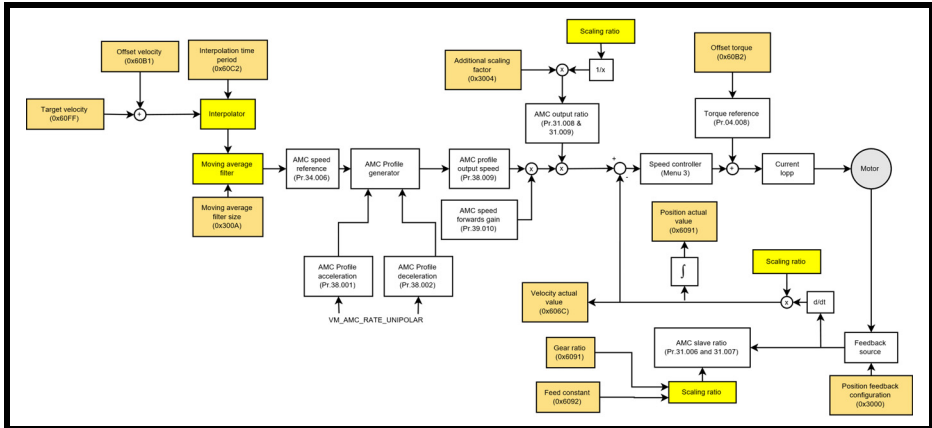 Offset velocity
(0x60B1)
Interpolation time
period
(0x60C2)
Target velocity
(0x60FF)
+
Interpolator
Moving average
filter
Moving average
filter size
(0x300A)
AMC speed
reference
(Pr.34.006)
AMC Profile
generator
AMC profile
output speed
(Pr.38.009)
x
x
AMC speed
forwards gain
(Pr.39.010)
AMC Profile
acceleration
(Pr.38.001)
AMC Profile
deceleration
(Pr.38.002)
VM_AMC_RATE_UNIPOLAR
Scaling ratio
Additional scaling
factor
(0x3004)
x
1/x
AMC output ratio
(Pr.31.008 &
31.009)
+
-
Speed controller
(Menu 3)
Offset torque
(0x60B2)
Torque reference
(Pr.04.008)
+
Current
lopp
Motor
Position actual
value
(0x6091)
∫
Scaling ratio
Velocity actual
value
(0x606C)
x
d/dt
AMC slave ratio
(Pr.31.006 and 31.007)
Feedback
source
Gear ratio
(0x6091)
Feed constant
(0x6092)
Scaling ratio
Position feedback
configuration
(0x3000)